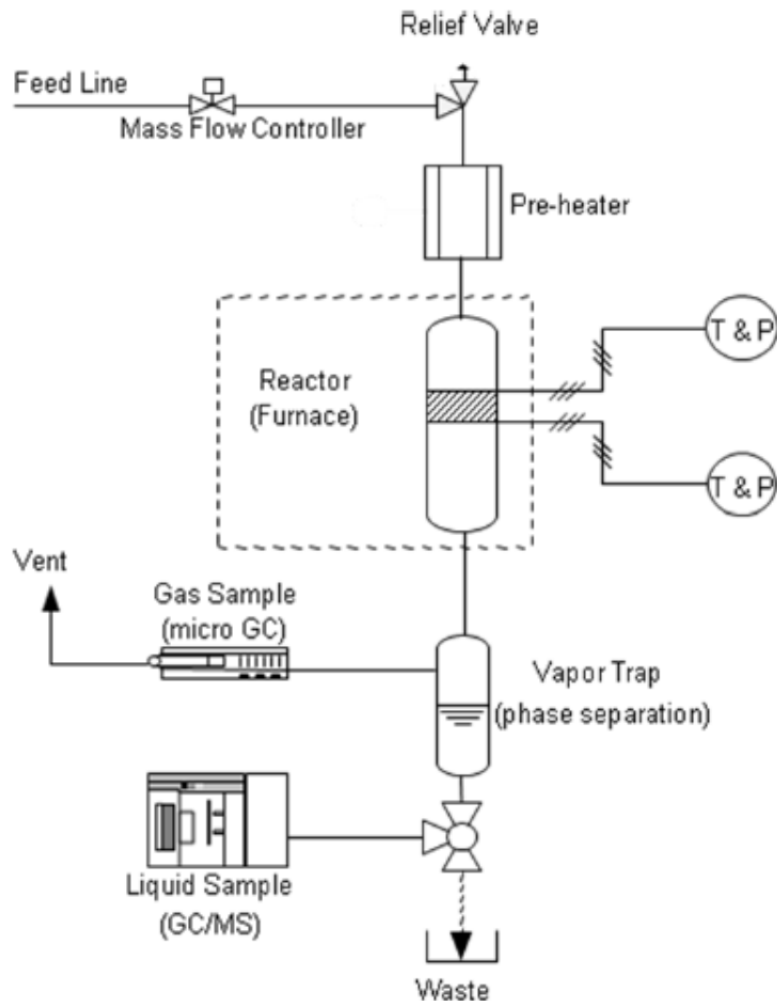 Relief Valve
Feed Line
Mass Flow Controller
Pre-heater
T & P
Reactor
(Furnace)
T & P
Vent
Gas Sample
(micro GC)
Vapor Trap
(phase separation)
Liquid Sample
(GC/MS)
Waste